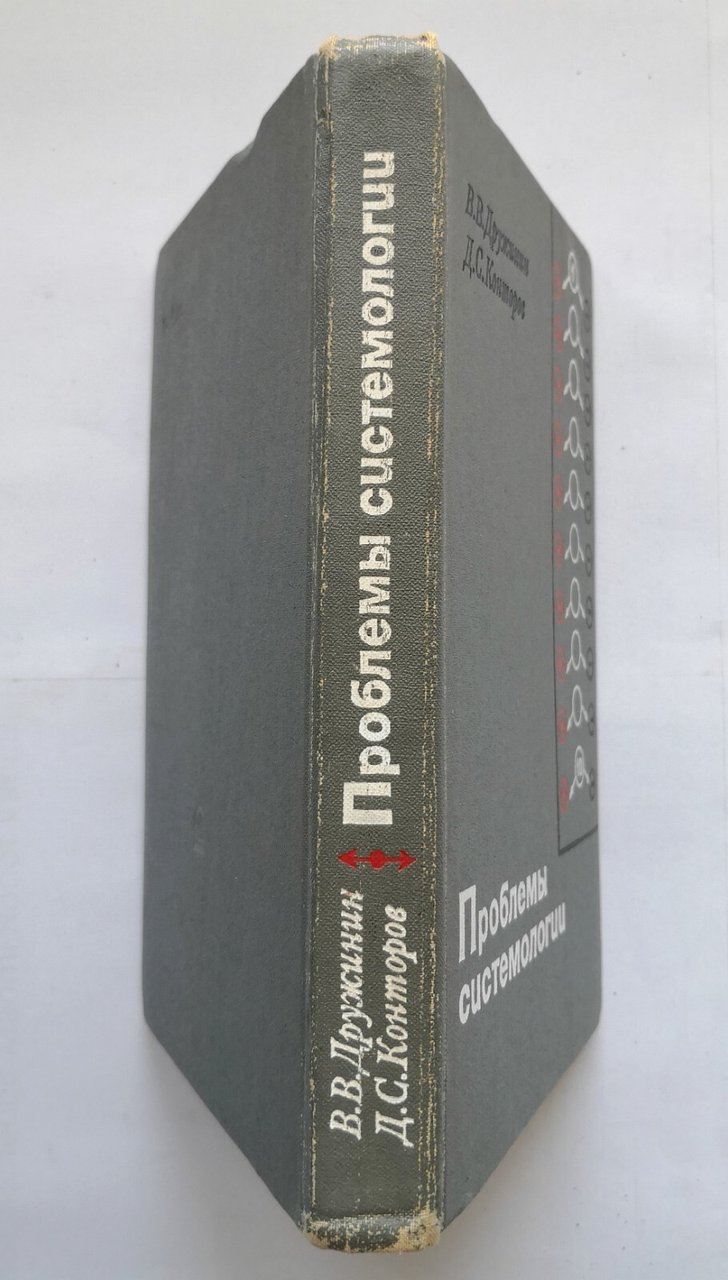 В.В.Дружинин
Д.С.Конторов
Проблемы системологии
В.В.Дружинин
Д.С.Конторов
Проблемы
системологии